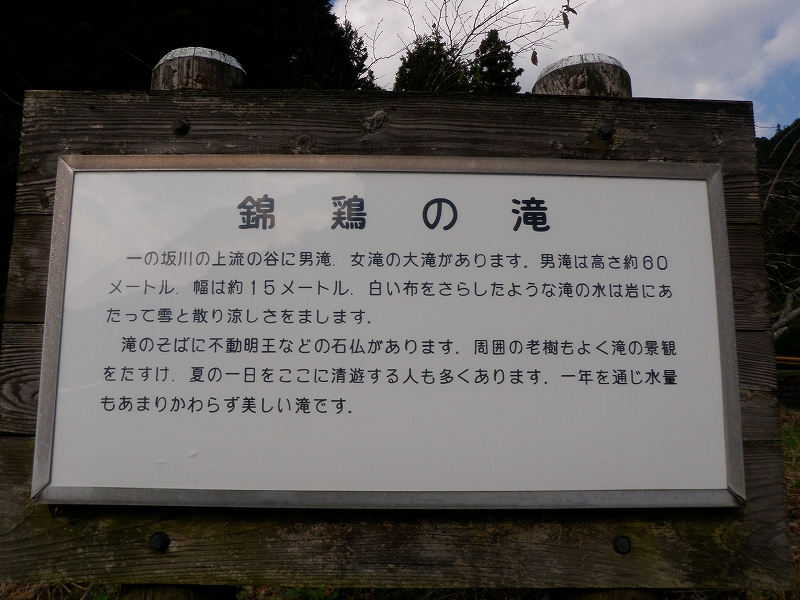 錦鶏の滝
一の坂川の上流の谷に男滝．女滝の大滝があります。男滝は高さ約６０
メートル．幅は約１５メートル．白い布をさらしたような滝の水は岩にあ
たって雪と散り涼しさをまします。
滝のそばに不動明王などの石仏があります。周囲の老樹もよく滝の景観
をたすけ．夏の一日をここに清遊する人も多くあります。一年を通じ水量
もあまりかわらず美しい滝です。